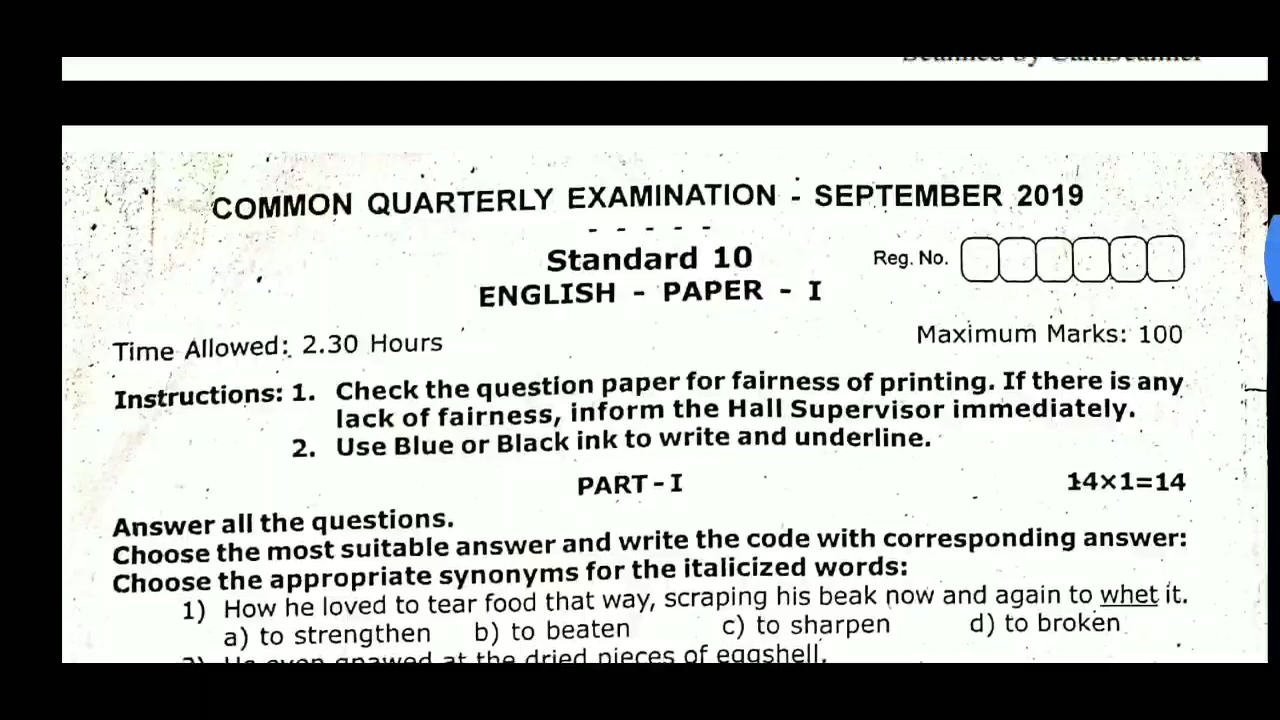 COMMON QUARTERLY EXAMINATION - SEPTEMBER 2019
- - - - -
Standard 10
Reg. No.
ENGLISH - PAPER - I
Time Allowed: 2.30 Hours
Maximum Marks: 100
Instructions: 1. Check the question paper for fairness of printing. If there is any
lack of fairness, inform the Hall Supervisor immediately.
2. Use Blue or Black ink to write and underline.
PART - I
14×1=14
Answer all the questions.
Choose the most suitable answer and write the code with corresponding answer:
Choose the appropriate synonyms for the italicized words:
1) How he loved to tear food that way, scraping his beak now and again to whet it.
a) to strengthen b) to beaten c) to sharpen d) to broken
2) He even gnawed at the dried pieces of eggshell.